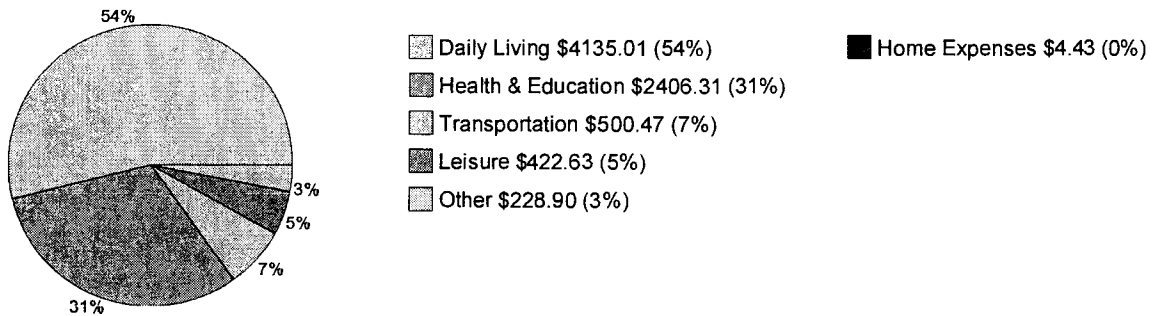 54%
3%
5%
7%
31%
Daily Living $4135.01 (54%)
Health & Education $2406.31 (31%)
Transportation $500.47 (7%)
Leisure $422.63 (5%)
Other $228.90 (3%)
Home Expenses $4.43 (0%)